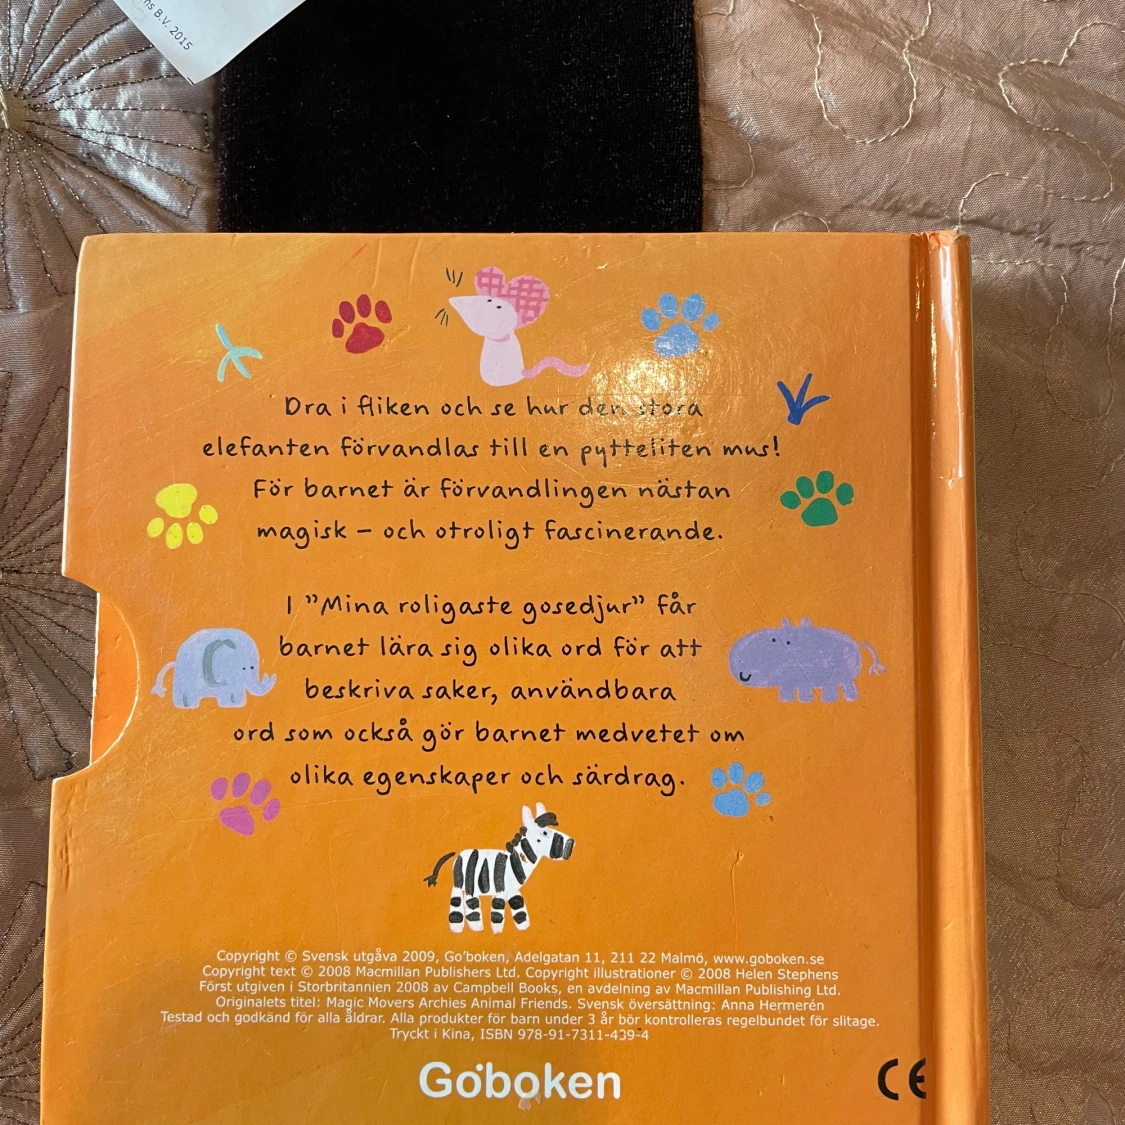 ns B.V. 2015
Dra i fliken och se hur den stora
elefanten förvandlas till en pytteliten mus!
För barnet är förvandlingen nästan
magisk – och otroligt fascinerande.
I ”Mina roligaste gosedjur” får
barnet lära sig olika ord för att
beskriva saker, användbara
ord som också gör barnet medvetet om
olika egenskaper och särdrag.
Copyright © Svensk utgåva 2009, Go’boken, Adelgatan 11, 211 22 Malmö, www.goboken.se
Copyright text © 2008 Macmillan Publishers Ltd. Copyright illustrationer © 2008 Helen Stephens
Först utgiven i Storbritannien 2008 av Campbell Books, en avdelning av Macmillan Publishing Ltd.
Originalets titel: Magic Movers Archies Animal Friends. Svensk översättning: Anna Hermerén
Testad och godkänd för alla åldrar. Alla produkter för barn under 3 år bör kontrolleras regelbundet för slitage.
Tryckt i Kina, ISBN 978-91-7311-439-4
Go'boken
CE